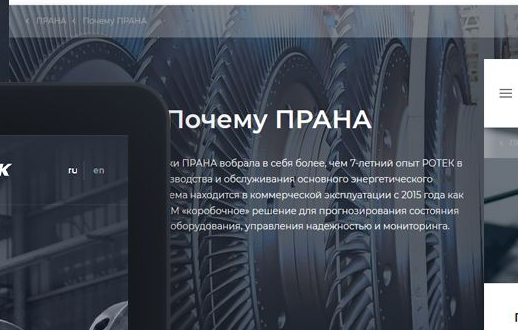 ‹ ПРАНА ‹ Почему ПРАНА
Почему ПРАНА
ки ПРАНА вобрала в себя более, чем 7-летний опыт РОТЕК в
зводства и обслуживания основного энергетического
ема находится в коммерческой эксплуатации с 2015 года как
М «коробочное» решение для прогнозирования состояния
оборудования, управления надежностью и мониторинга.
К
ru en